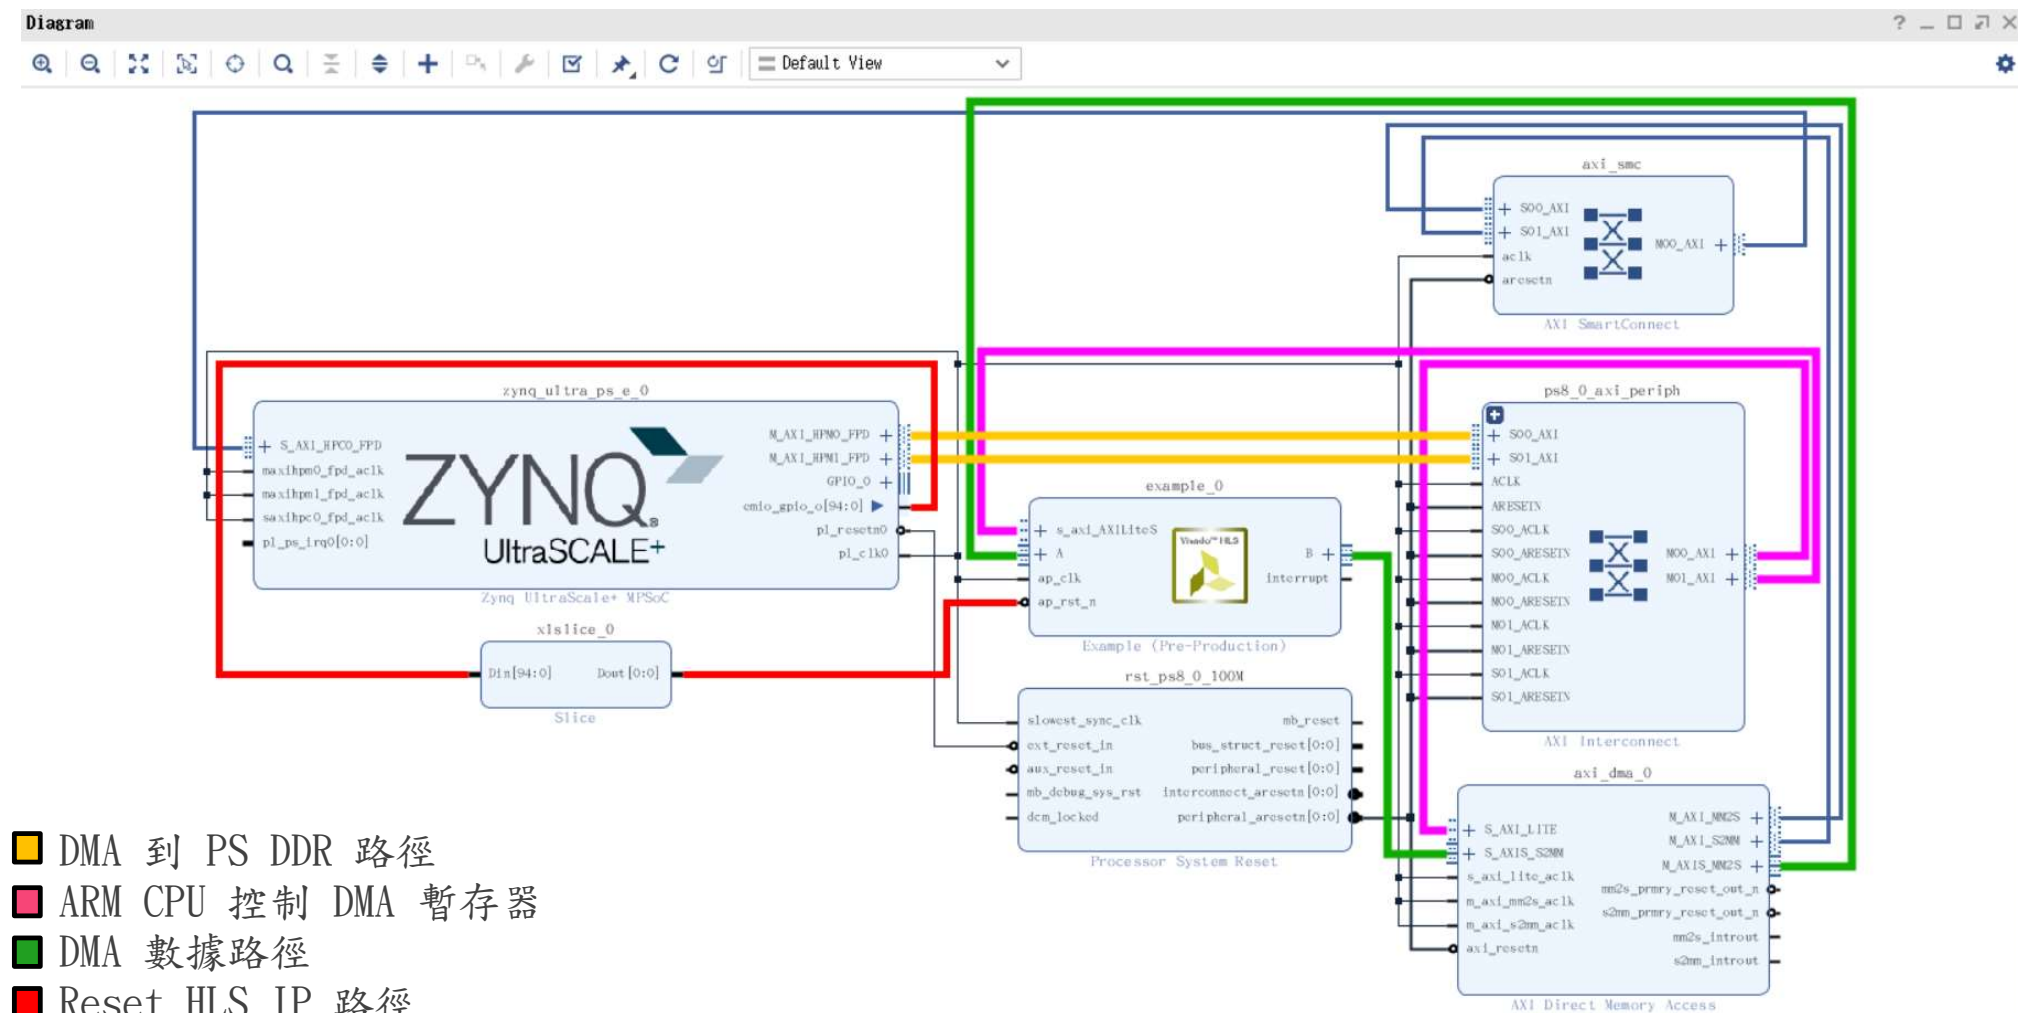 Diagram
Default View
axi_smc
S00_AXI
S01_AXI
aclk
aresetn
M00_AXI
AXI SmartConnect
zynq_ultra_ps_e_0
S_AXI_HPC0_FPD
maxihpm0_fpd_aclk
maxihpm1_fpd_aclk
saxihpc0_fpd_aclk
pl_ps_irq0[0:0]
ZYNQ
UltraSCALE+
M_AXI_HPM0_FPD
M_AXI_HPM1_FPD
GPIO_0
emio_gpio_o[94:0]
pl_resetn0
pl_clk0
Zynq UltraScale+ MPSoC
xlslice_0
Din[94:0]
Dout[0:0]
Slice
example_0
s_axi_AXILiteS
A
ap_clk
ap_rst_n
Vivado™ HLS
B
interrupt
Example (Pre-Production)
rst_ps8_0_100M
slowest_sync_clk
ext_reset_in
aux_reset_in
mb_debug_sys_rst
dcm_locked
mb_reset
bus_struct_reset[0:0]
peripheral_reset[0:0]
interconnect_aresetn[0:0]
peripheral_aresetn[0:0]
Processor System Reset
ps8_0_axi_periph
S00_AXI
S01_AXI
ACLK
ARESETN
S00_ACLK
S00_ARESETN
M00_ACLK
M00_ARESETN
M01_ACLK
M01_ARESETN
S01_ACLK
S01_ARESETN
M00_AXI
M01_AXI
AXI Interconnect
axi_dma_0
S_AXI_LITE
S_AXIS_S2MM
s_axi_lite_aclk
m_axi_mm2s_aclk
m_axi_s2mm_aclk
axi_resetn
M_AXI_MM2S
M_AXI_S2MM
M_AXIS_MM2S
mm2s_prmry_reset_out_n
s2mm_prmry_reset_out_n
mm2s_introut
s2mm_introut
AXI Direct Memory Access
DMA 到 PS DDR 路徑
ARM CPU 控制 DMA 暫存器
DMA 數據路徑
Reset HLS IP 路徑